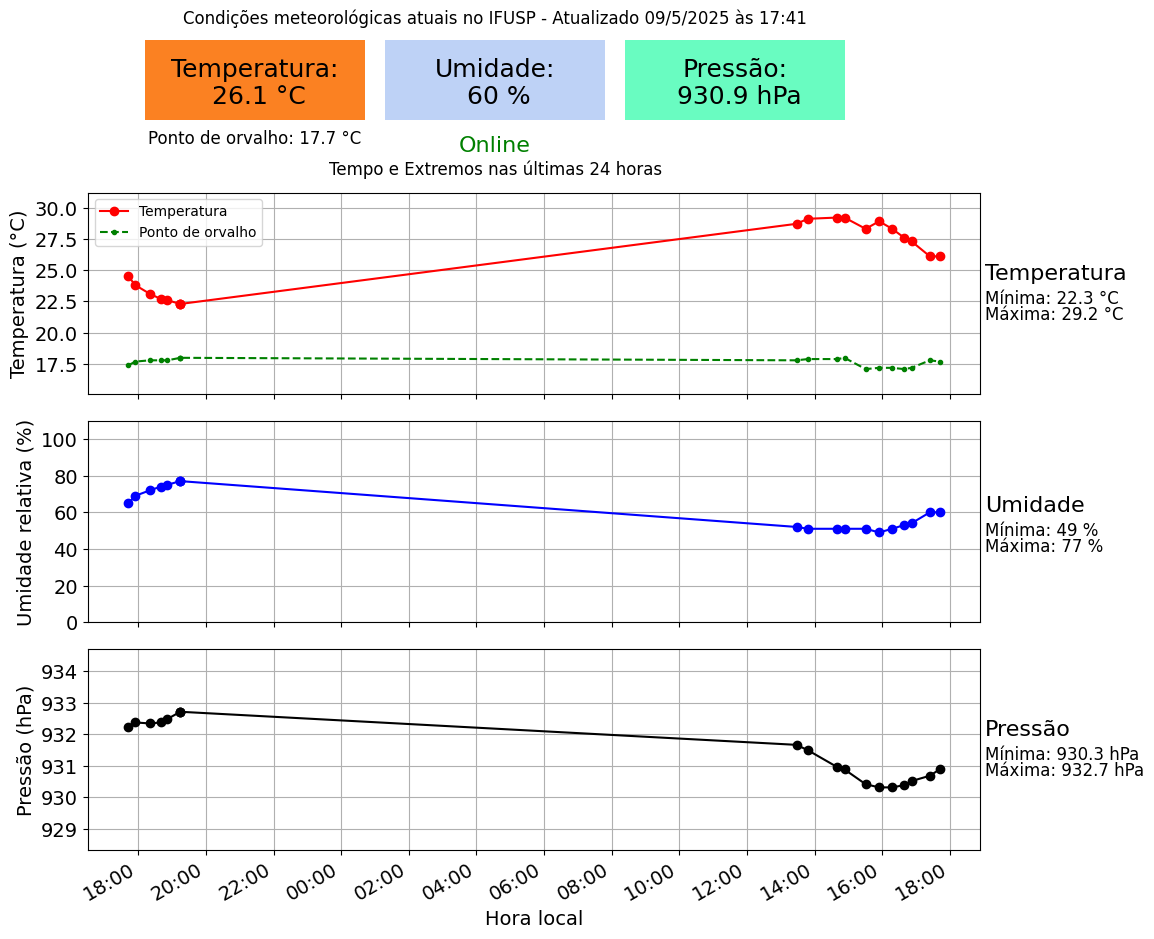 Condições meteorológicas atuais no IFUSP - Atualizado 09/5/2025 às 17:41
Temperatura:
26.1 °C
Umidade:
60 %
Pressão:
930.9 hPa
Ponto de orvalho: 17.7 °C
Online
Tempo e Extremos nas últimas 24 horas
Temperatura (°C)
30.0
27.5
25.0
22.5
20.0
17.5
Temperatura
Ponto de orvalho
Temperatura
Mínima: 22.3 °C
Máxima: 29.2 °C
Umidade relativa (%)
100
80
60
40
20
0
Umidade
Mínima: 49 %
Máxima: 77 %
Pressão (hPa)
934
933
932
931
930
929
Pressão
Mínima: 930.3 hPa
Máxima: 932.7 hPa
18:00 20:00 22:00 00:00 02:00 04:00 06:00 08:00 10:00 12:00 14:00 16:00 18:00
Hora local